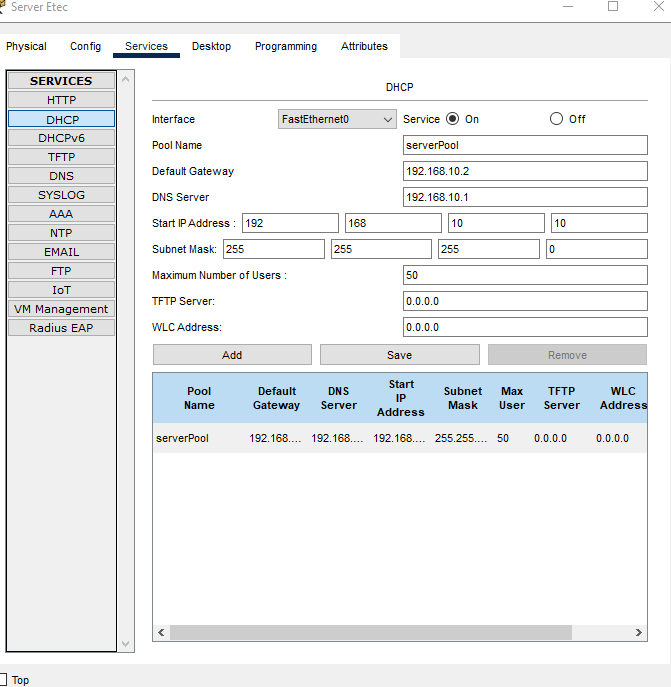 Server Etec
Physical Config Services Desktop Programming Attributes
SERVICES
HTTP
DHCP
DHCPv6
TFTP
DNS
SYSLOG
AAA
NTP
EMAIL
FTP
IoT
VM Management
Radius EAP
DHCP
Interface FastEthernet0 Service On Off
Pool Name serverPool
Default Gateway 192.168.10.2
DNS Server 192.168.10.1
Start IP Address : 192 168 10 10
Subnet Mask: 255 255 255 0
Maximum Number of Users : 50
TFTP Server: 0.0.0.0
WLC Address: 0.0.0.0
Add Save Remove
Pool Name Default Gateway DNS Server Start IP Address Subnet Mask Max User TFTP Server WLC Address
serverPool 192.168.... 192.168.... 192.168.... 255.255.... 50 0.0.0.0 0.0.0.0
Top